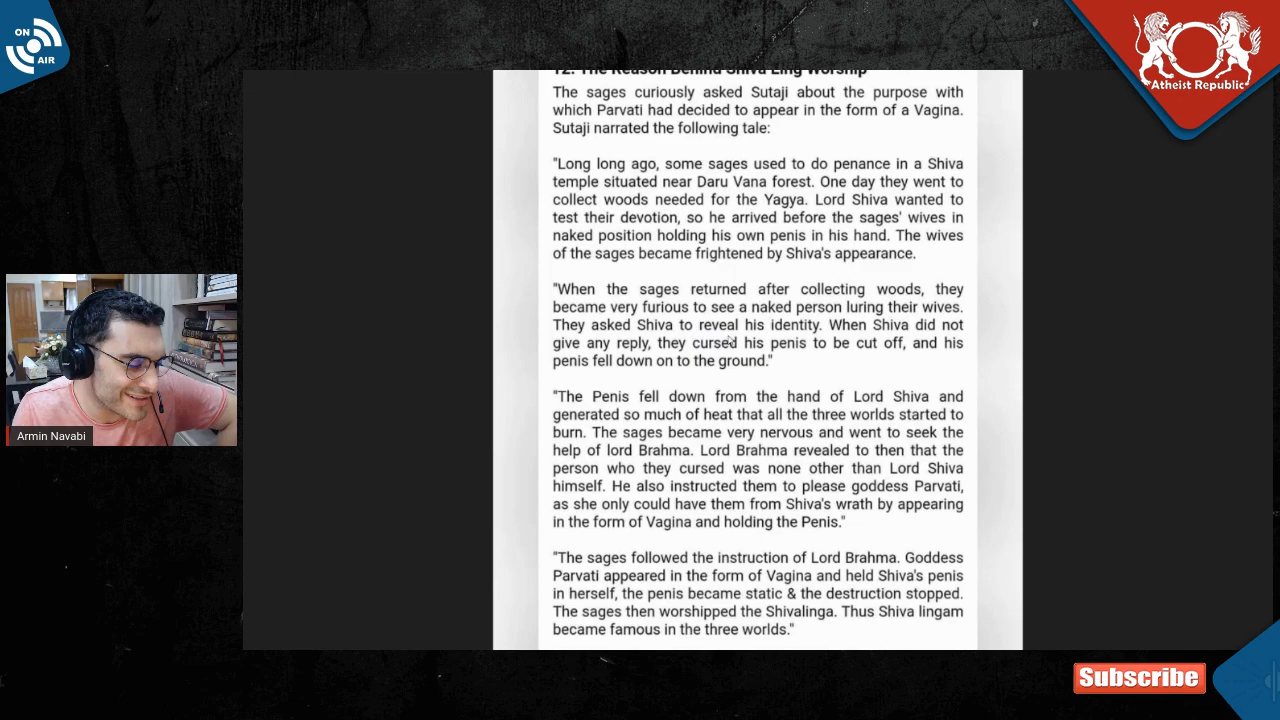 ON
AIR
Atheist Republic
12. The Reason Behind Shiva Ling Worship
The sages curiously asked Sutaji about the purpose with
which Parvati had decided to appear in the form of a Vagina.
Sutaji narrated the following tale:
"Long long ago, some sages used to do penance in a Shiva
temple situated near Daru Vana forest. One day they went to
collect woods needed for the Yagya. Lord Shiva wanted to
test their devotion, so he arrived before the sages' wives in
naked position holding his own penis in his hand. The wives
of the sages became frightened by Shiva's appearance.
"When the sages returned after collecting woods, they
became very furious to see a naked person luring their wives.
They asked Shiva to reveal his identity. When Shiva did not
give any reply, they cursed his penis to be cut off, and his
penis fell down on to the ground."
"The Penis fell down from the hand of Lord Shiva and
generated so much of heat that all the three worlds started to
burn. The sages became very nervous and went to seek the
help of lord Brahma. Lord Brahma revealed to then that the
person who they cursed was none other than Lord Shiva
himself. He also instructed them to please goddess Parvati,
as she only could have them from Shiva's wrath by appearing
in the form of Vagina and holding the Penis."
"The sages followed the instruction of Lord Brahma. Goddess
Parvati appeared in the form of Vagina and held Shiva's penis
in herself, the penis became static & the destruction stopped.
The sages then worshipped the Shivalinga. Thus Shiva lingam
became famous in the three worlds."
Armin Navabi
Subscribe